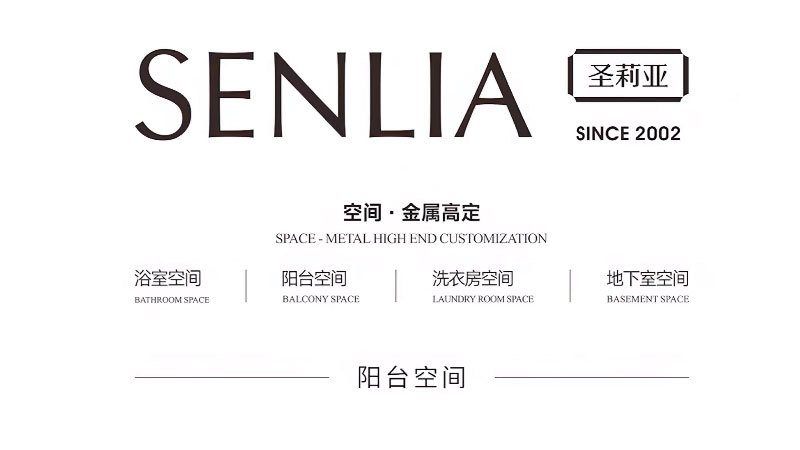 SENLIA
圣莉亚
SINCE 2002
空间·金属高定
SPACE - METAL HIGH END CUSTOMIZATION
浴室空间
BATHROOM SPACE
阳台空间
BALCONY SPACE
洗衣房空间
LAUNDRY ROOM SPACE
地下室空间
BASEMENT SPACE
阳台空间